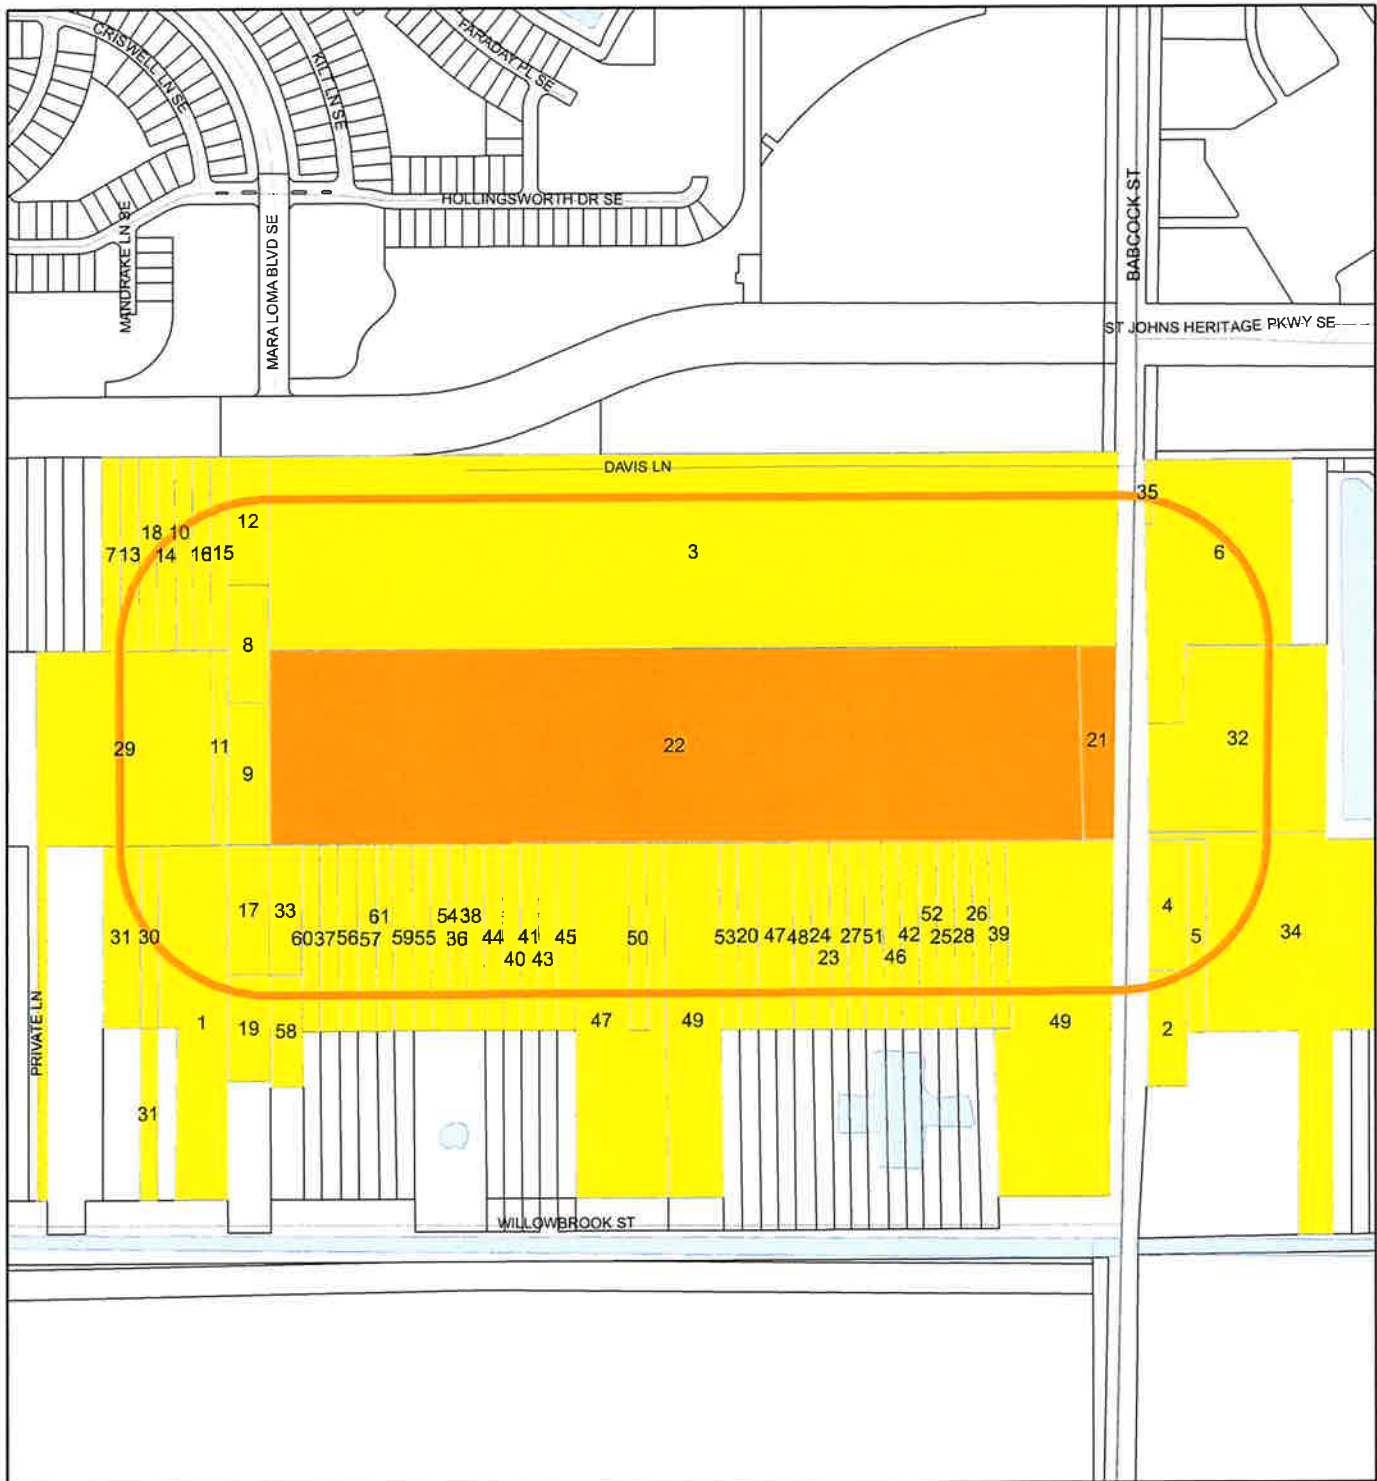 CRISWELL LN SE
KILT LN SE
FARADAY PL SE
HOLLINGSWORTH DR SE
MANDRAKE LN SE
MARA LOMA BLVD SE
BABCOCK ST
ST JOHNS HERITAGE PKWY SE
DAVIS LN
35
12
18 10
3
6
7 13 14 16 15
8
29 11 22 21 32
9
17 33 61 54 38 52 26 4
31 30 60 37 56 57 59 55 36 44 41 45 50 53 20 47 48 24 27 51 42 25 28 39 5 34
40 43 23 46
1 19 58 47 49 49 2
PRIVATE LN
31
WILLOWBROOK ST